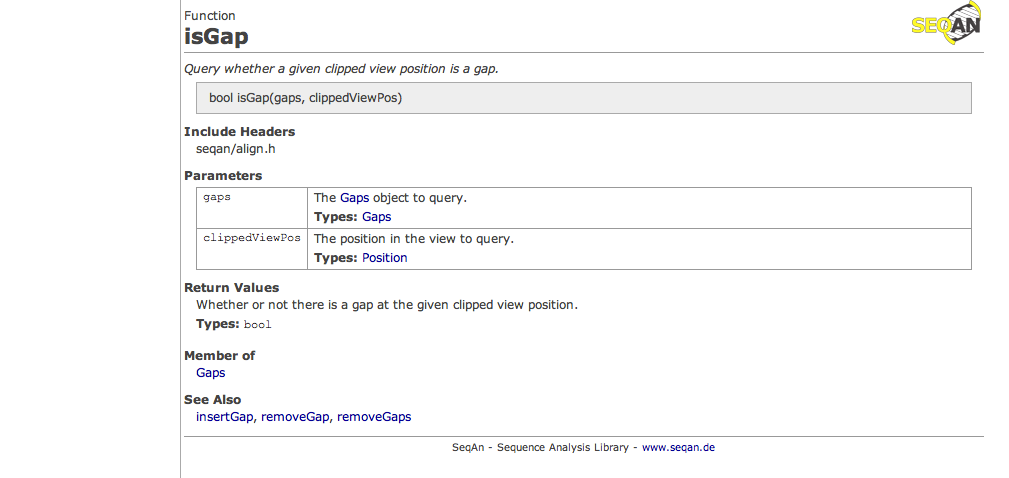 Function
SEQAN
isGap
Query whether a given clipped view position is a gap.
bool isGap(gaps, clippedViewPos)
Include Headers
seqan/align.h
Parameters
gaps The Gaps object to query.
Types: Gaps
clippedViewPos The position in the view to query.
Types: Position
Return Values
Whether or not there is a gap at the given clipped view position.
Types: bool
Member of
Gaps
See Also
insertGap, removeGap, removeGaps
SeqAn - Sequence Analysis Library - www.seqan.de